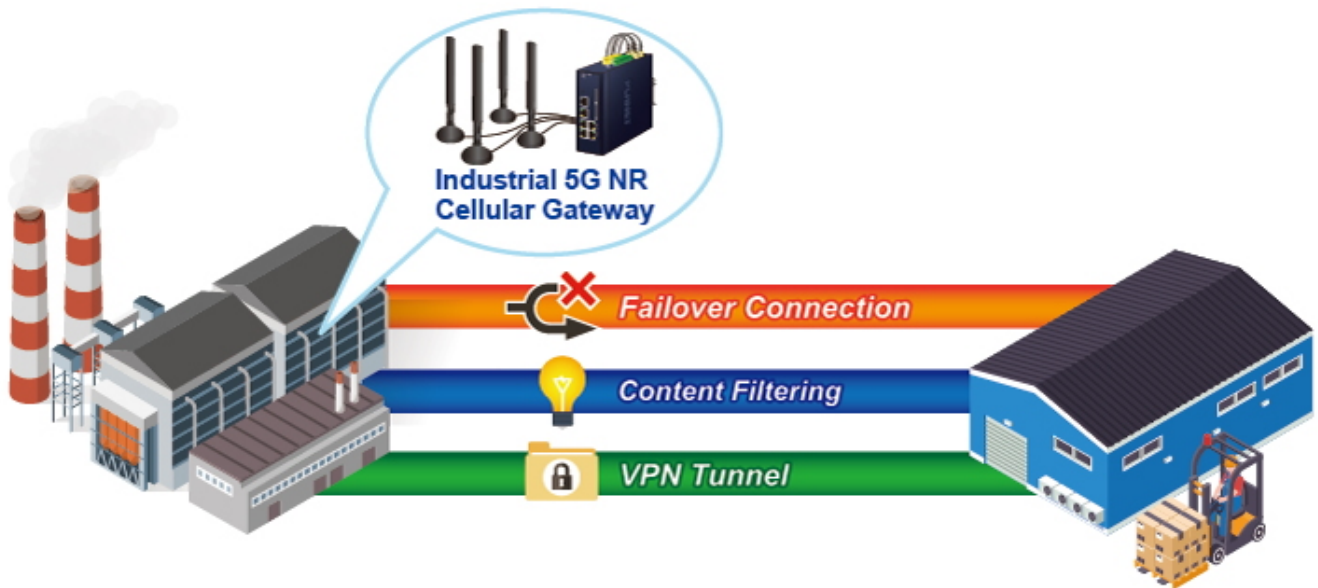 Industrial 5G NR
Cellular Gateway
Failover Connection
Content Filtering
VPN Tunnel